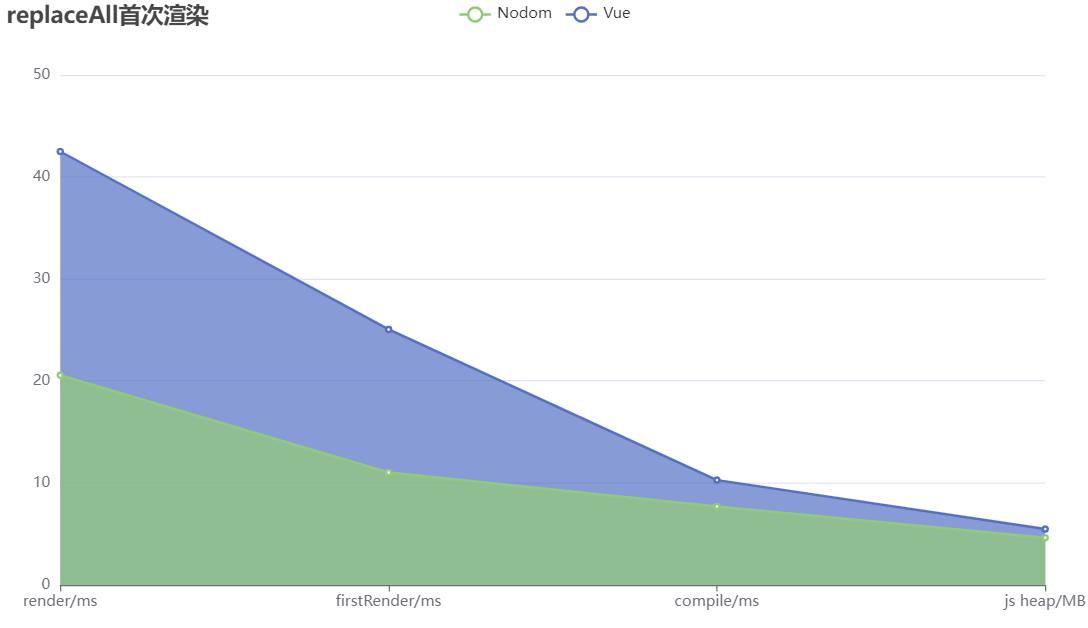 replaceAll首次渲染
Nodom
Vue
50
40
30
20
10
0
render/ms
firstRender/ms
compile/ms
js heap/MB